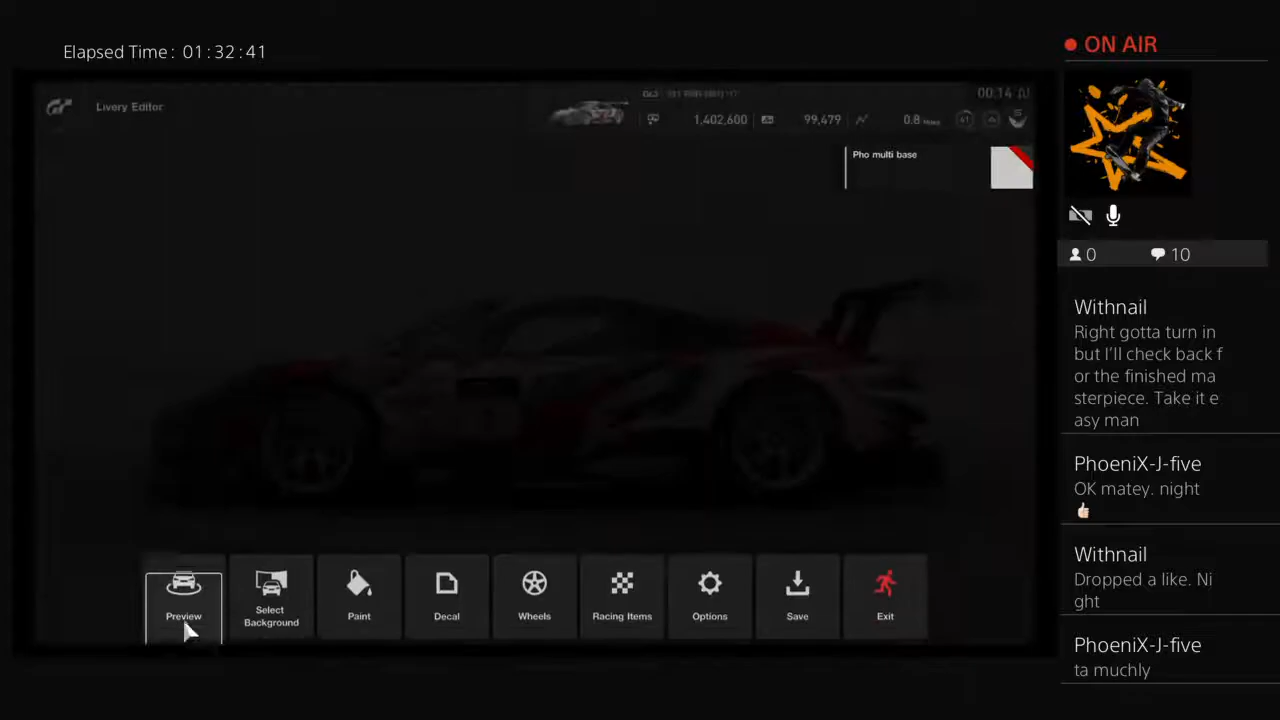 Elapsed Time: 01:32:41
ON AIR
Livery Editor
00:14
1,402,600
99,479
0.8 Miles
Pho multi base
0
10
Withnail
Right gotta turn in
but I'll check back f
or the finished ma
sterpiece. Take it e
asy man
PhoeniX-J-five
OK matey. night
Withnail
Dropped a like. Ni
ght
PhoeniX-J-five
ta muchly
Preview
Select
Background
Paint
Decal
Wheels
Racing Items
Options
Save
Exit